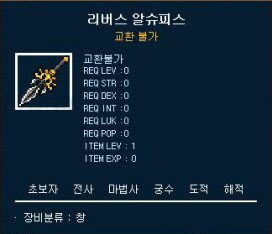 리버스 알슈피스
교환 불가
교환불가
REQ LEV : 0
REQ STR : 0
REQ DEX : 0
REQ INT : 0
REQ LUK : 0
REQ POP : 0
ITEM LEV : 1
ITEM EXP : 0
초보자 전사 마법사 궁수 도적 해적
· 장비분류 : 창